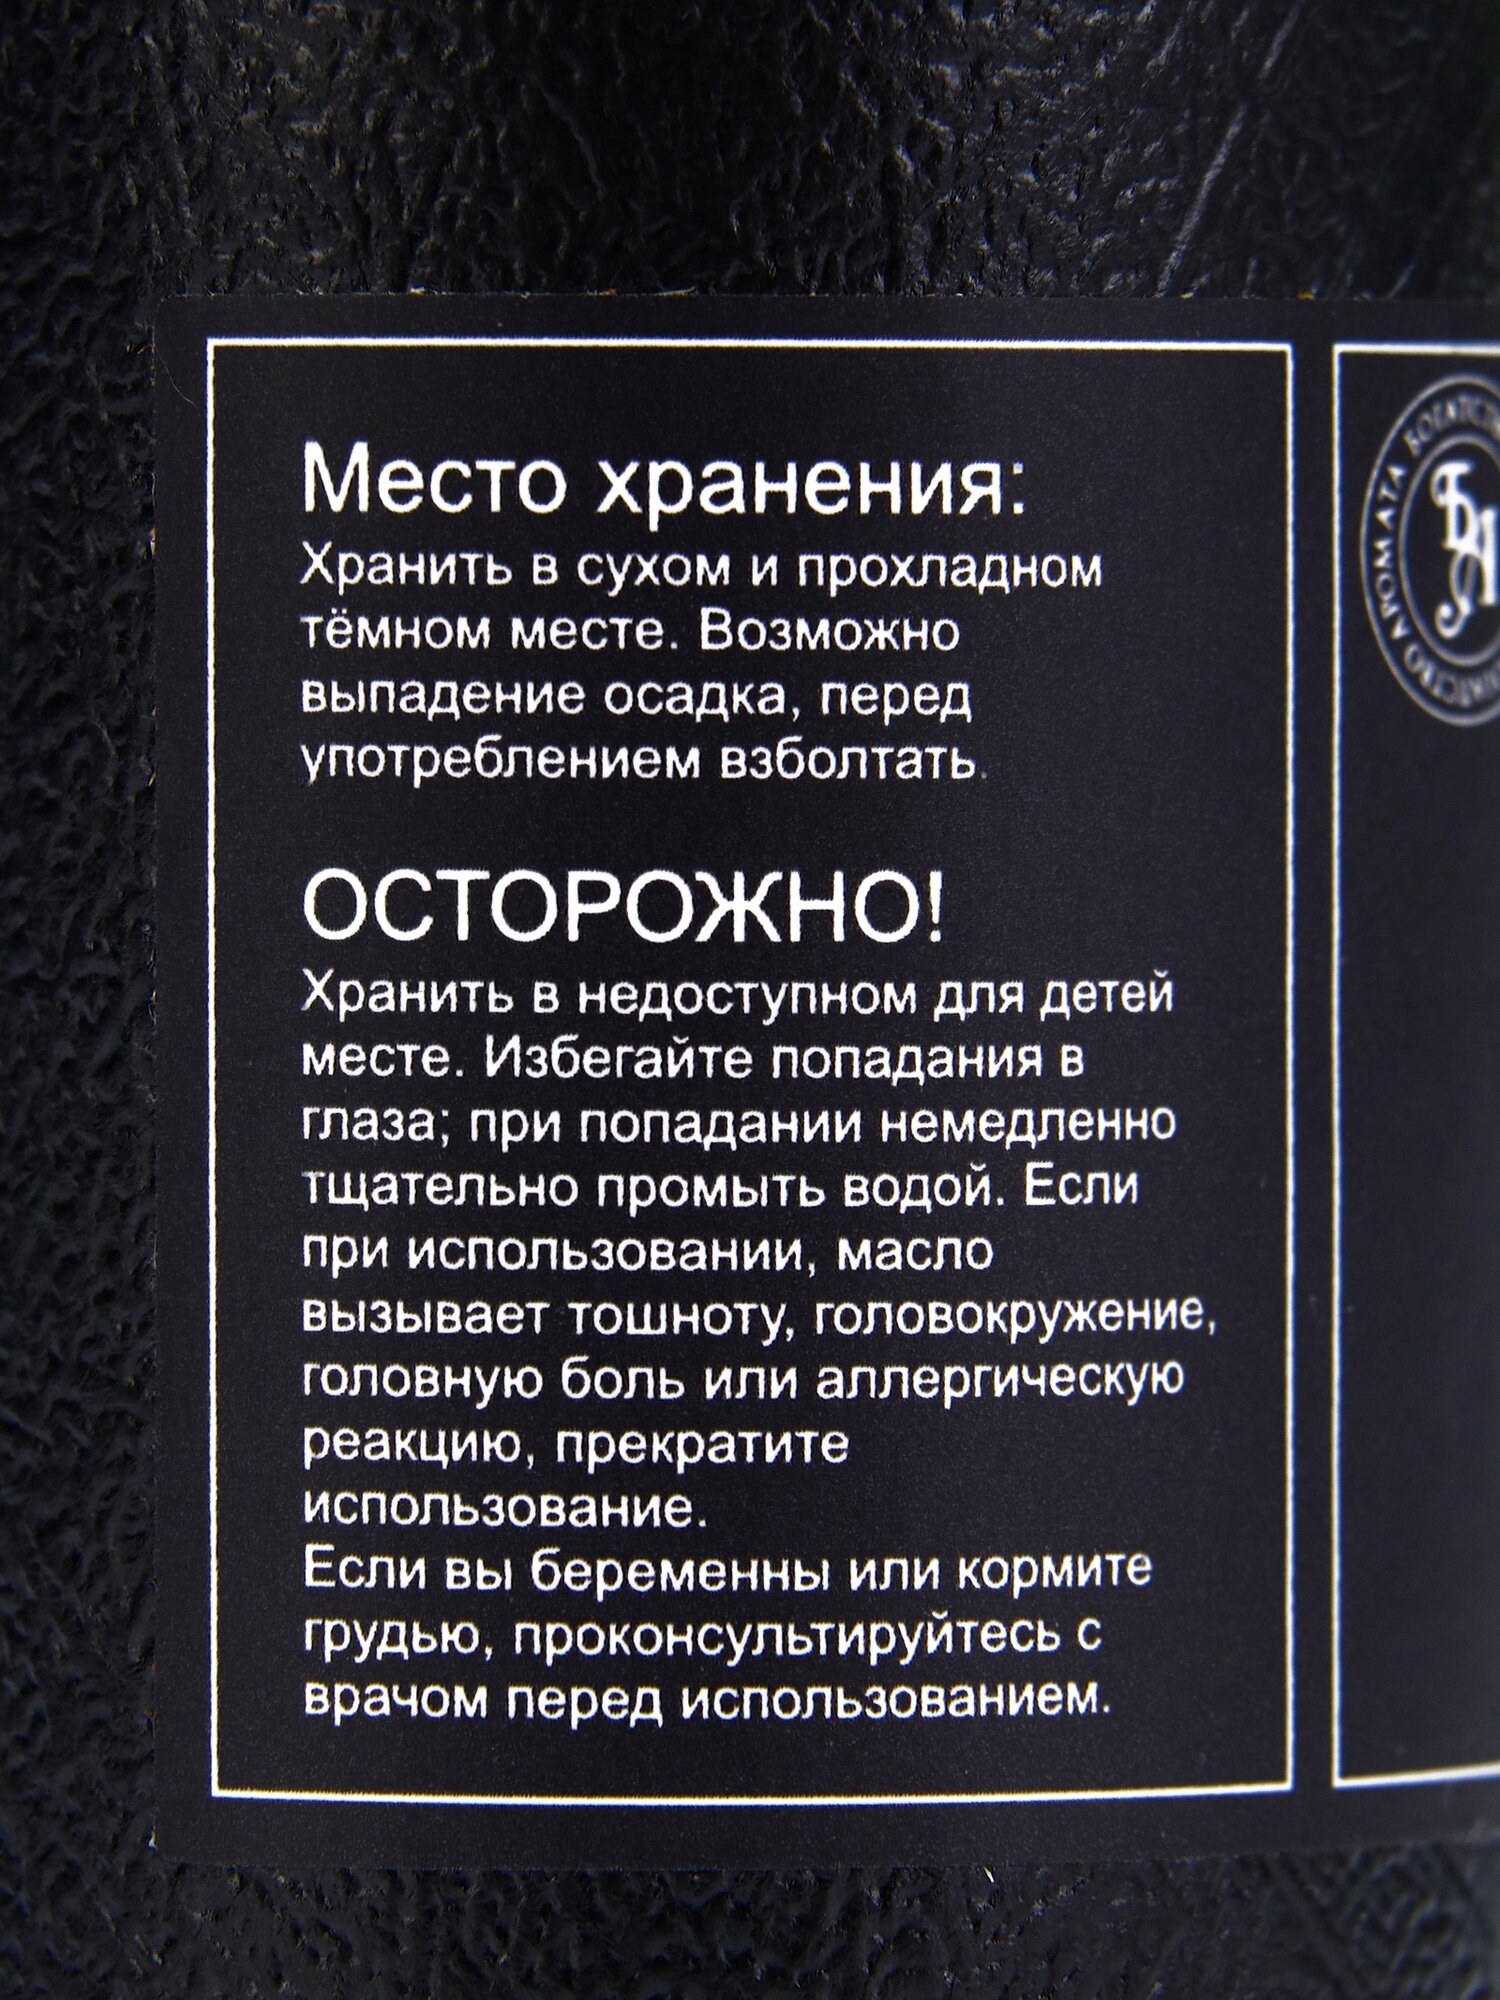 Место хранения:
Хранить в сухом и прохладном
тёмном месте. Возможно
выпадение осадка, перед
употреблением взболтать.
ОСТОРОЖНО!
Хранить в недоступном для детей
месте. Избегайте попадания в
глаза; при попадании немедленно
тщательно промыть водой. Если
при использовании, масло
вызывает тошноту, головокружение,
головную боль или аллергическую
реакцию, прекратите
использование.
Если вы беременны или кормите
грудью, проконсультируйтесь с
врачом перед использованием.
АРОМАТА
БА